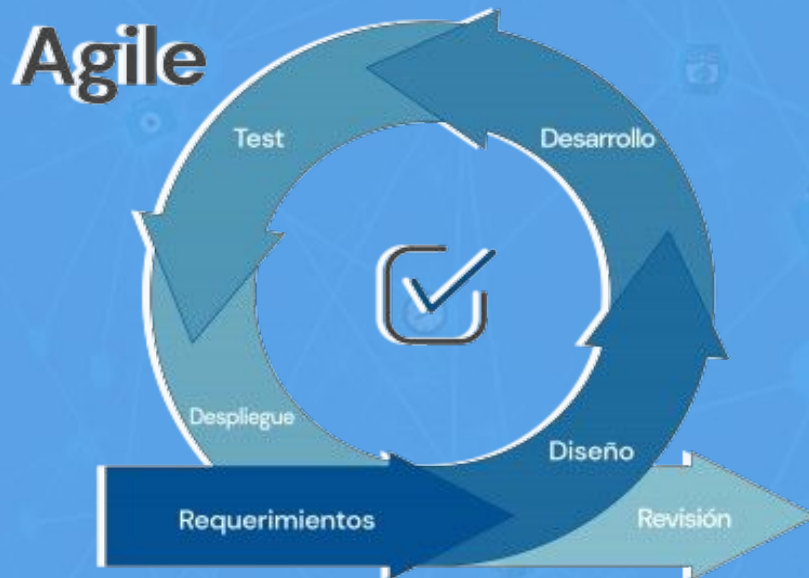 Agile
Test
Desarrollo
Despliegue
Diseño
Requerimientos
Revisión